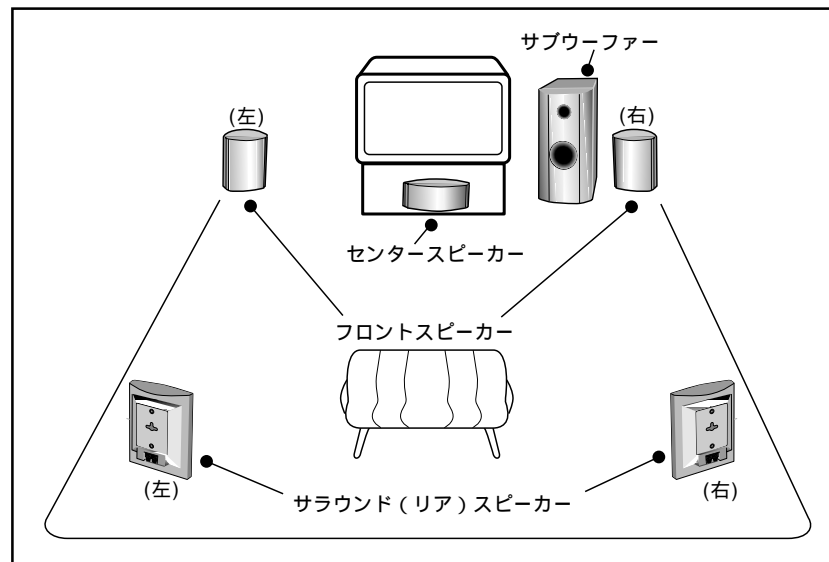 サブウーファー
(左)
(右)
センタースピーカー
フロントスピーカー
(左)
サラウンド（リア）スピーカー
(右)